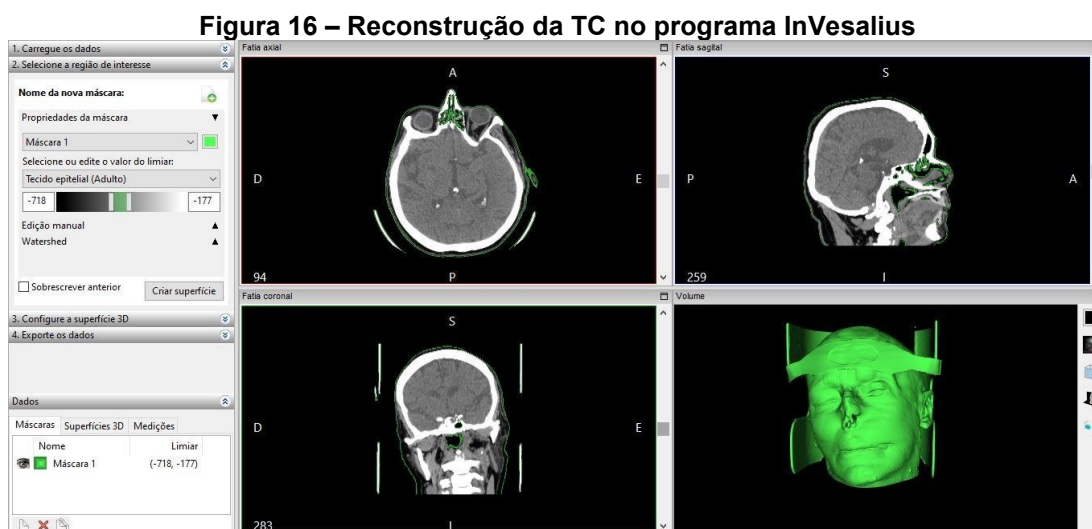 Figura 16 – Reconstrução da TC no programa InVesalius
1. Carregue os dados
2. Selecione a região de interesse
Nome da nova máscara:
Propriedades da máscara
Máscara 1
Selecione ou edite o valor do limiar:
Tecido epitelial (Adulto)
-718 -177
Edição manual
Watershed
Sobrescrever anterior Criar superfície
3. Configure a superfície 3D
4. Exporte os dados
Dados
Máscaras Superfícies 3D Medições
Nome Limiar
Máscara 1 (-718, -177)
Fatia axial
A
D E
94 P
Fatia sagital
S
P A
259 I
Fatia coronal
S
D E
283 I
Volume